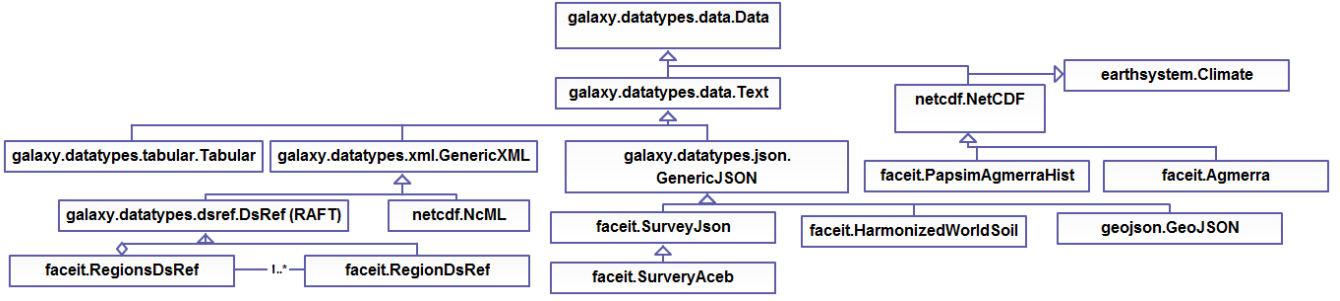 galaxy.datatypes.data.Data
galaxy.datatypes.data.Text
earthsystem.Climate
netcdf.NetCDF
galaxy.datatypes.tabular.Tabular
galaxy.datatypes.xml.GenericXML
galaxy.datatypes.json.
GenericJSON
faceit.PapsimAgmerraHist
faceit.Agmerra
galaxy.datatypes.dsref.DsRef (RAFT)
netcdf.NcML
faceit.SurveyJson
faceit.HarmonizedWorldSoil
geojson.GeoJSON
faceit.RegionsDsRef
I..*
faceit.RegionDsRef
faceit.SurveryAceb